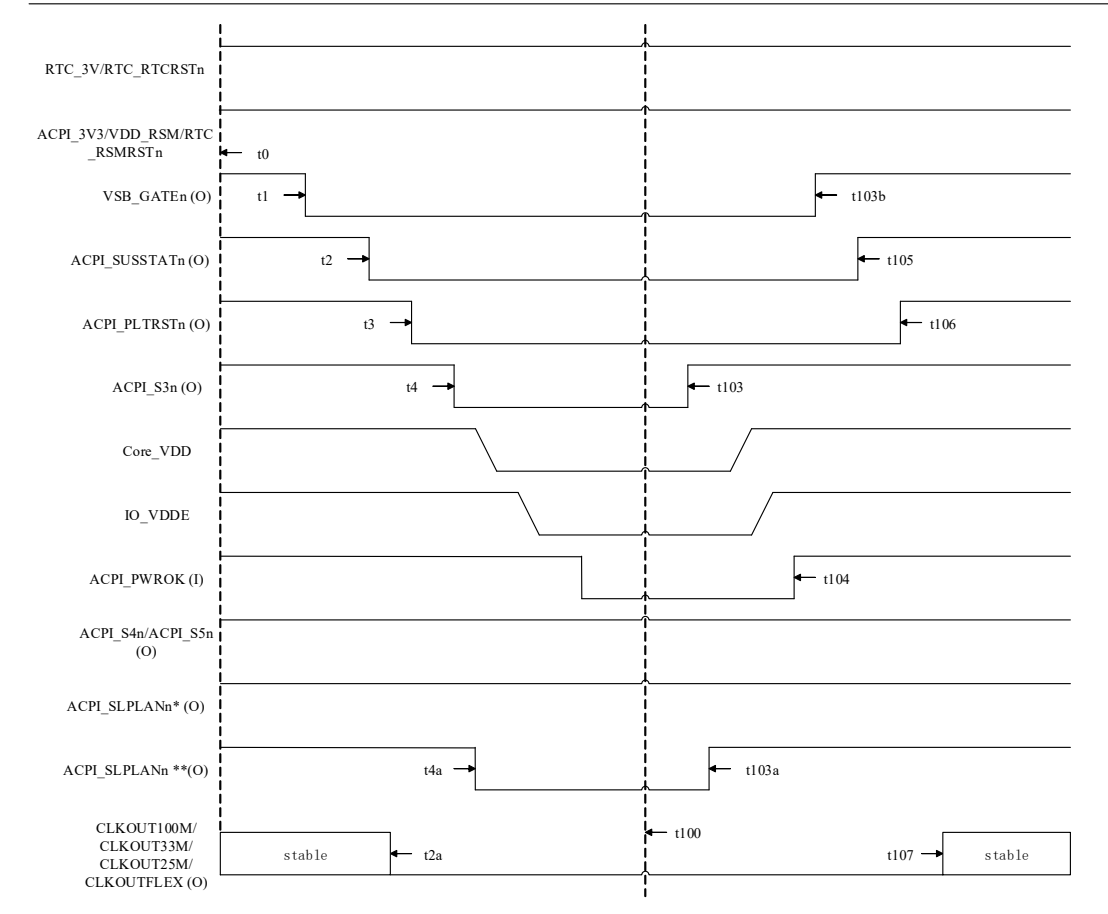 RTC_3V/RTC_RTCRSTn
ACPI_3V3/VDD_RSM/RTC
_RSMRSTn
t0
VSB_GATEn (O)
t1
t103b
ACPI_SUSSTATn (O)
t2
t105
ACPI_PLTRSTn (O)
t3
t106
ACPI_S3n (O)
t4
t103
Core_VDD
IO_VDDE
ACPI_PWROK (I)
t104
ACPI_S4n/ACPI_S5n
(O)
ACPI_SLPLANn* (O)
ACPI_SLPLANn **(O)
t4a
t103a
CLKOUT100M/
CLKOUT33M/
CLKOUT25M/
CLKOUTFLEX (O)
stable
t2a
t100
t107
stable